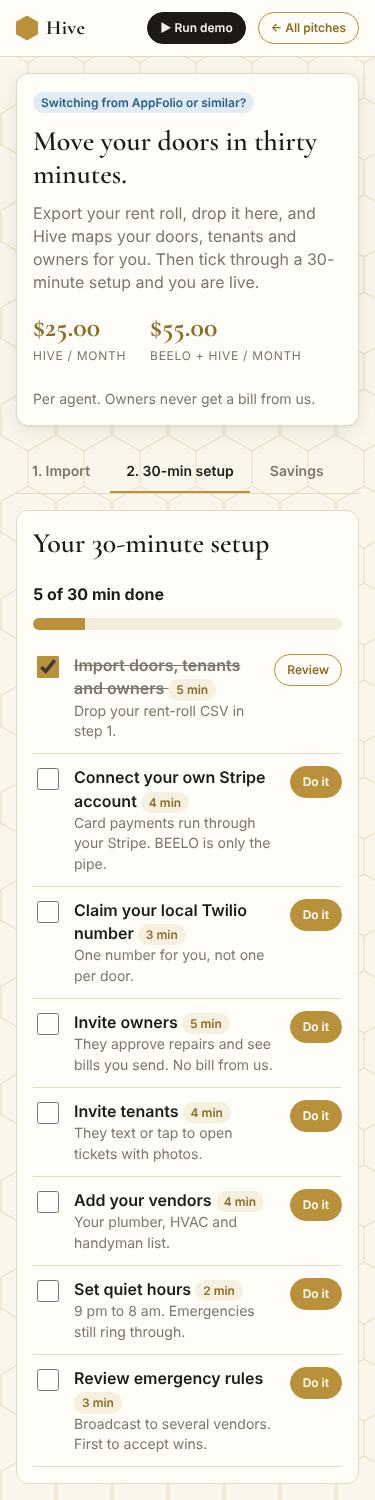 Hive
▶ Run demo
← All pitches
Switching from AppFolio or similar?
Move your doors in thirty
minutes.
Export your rent roll, drop it here, and
Hive maps your doors, tenants and
owners for you. Then tick through a 30-
minute setup and you are live.
$25.00
HIVE / MONTH
$55.00
BEELO + HIVE / MONTH
Per agent. Owners never get a bill from us.
1. Import
2. 30-min setup
Savings
Your 30-minute setup
5 of 30 min done
Import doors, tenants
and owners 5 min
Drop your rent-roll CSV in
step 1.
Review
Connect your own Stripe
account 4 min
Card payments run through
your Stripe. BEELO is only the
pipe.
Do it
Claim your local Twilio
number 3 min
One number for you, not one
per door.
Do it
Invite owners 5 min
They approve repairs and see
bills you send. No bill from us.
Do it
Invite tenants 4 min
They text or tap to open
tickets with photos.
Do it
Add your vendors 4 min
Your plumber, HVAC and
handyman list.
Do it
Set quiet hours 2 min
9 pm to 8 am. Emergencies
still ring through.
Do it
Review emergency rules
3 min
Broadcast to several vendors.
First to accept wins.
Do it